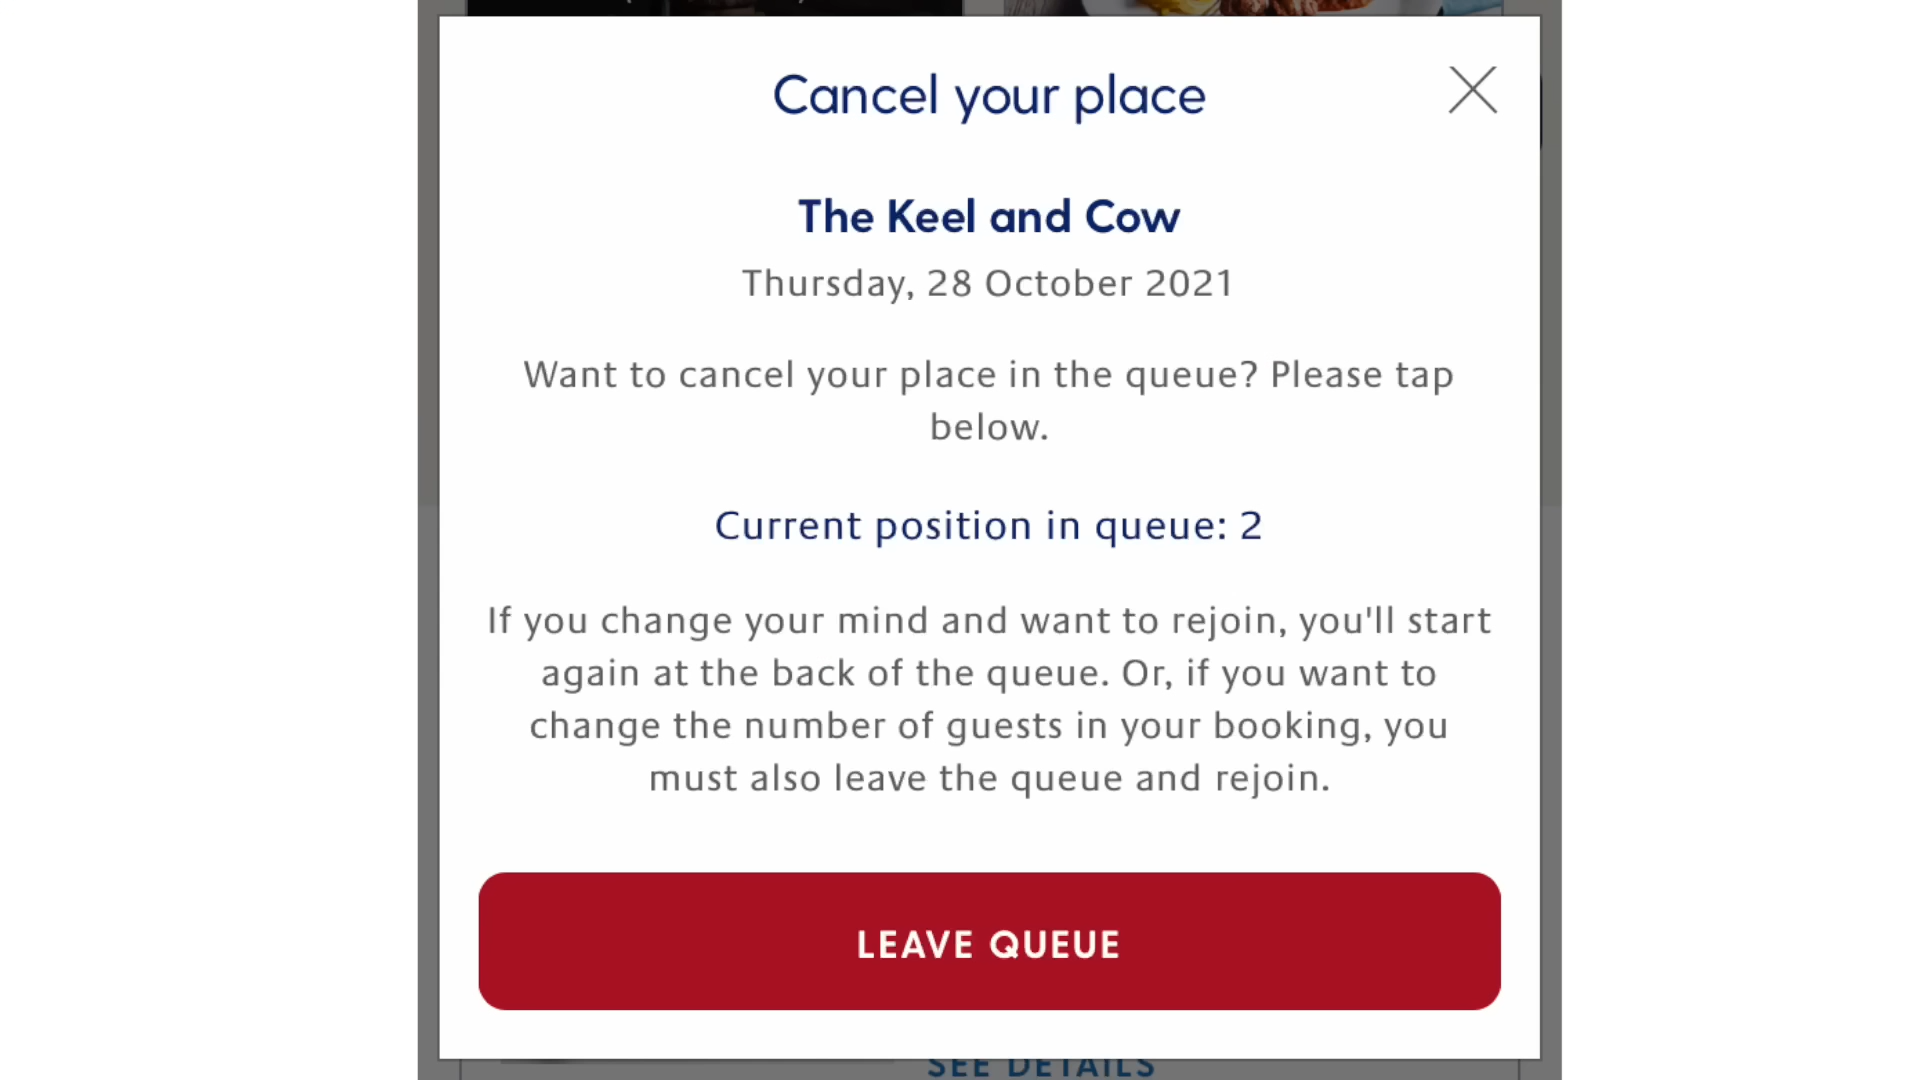 Cancel your place
The Keel and Cow
Thursday, 28 October 2021
Want to cancel your place in the queue? Please tap
below.
Current position in queue: 2
If you change your mind and want to rejoin, you'll start
again at the back of the queue. Or, if you want to
change the number of guests in your booking, you
must also leave the queue and rejoin.
LEAVE QUEUE
SEE DETAILS